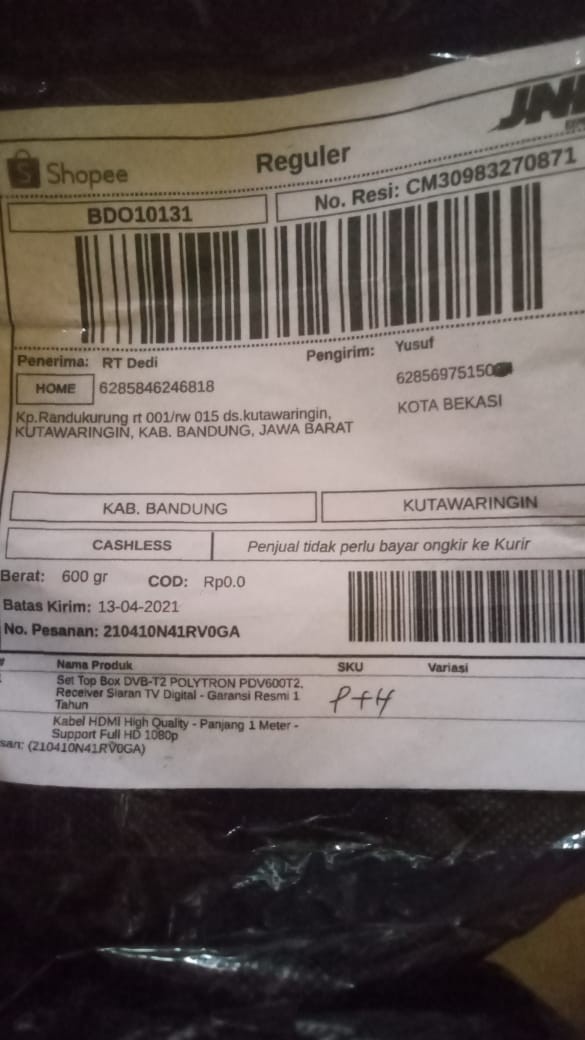 JNE
Shopee
Reguler
BDO10131
No. Resi: CM30983270871
Penerima: RT Dedi
Pengirim: Yusuf
HOME 6285846246818
62856975150
Kp.Randukurung rt 001/rw 015 ds.kutawaringin,
KUTAWARINGIN, KAB. BANDUNG, JAWA BARAT
KOTA BEKASI
KAB. BANDUNG
KUTAWARINGIN
CASHLESS
Penjual tidak perlu bayar ongkir ke Kurir
Berat: 600 gr
COD: Rp0.0
Batas Kirim: 13-04-2021
No. Pesanan: 210410N41RV0GA
Nama Produk SKU Variasi
Set Top Box DVB-T2 POLYTRON PDV600T2,
Receiver Siaran TV Digital - Garansi Resmi 1
Tahun
P+4
Kabel HDMI High Quality - Panjang 1 Meter -
Support Full HD 1080p
san: (210410N41RV0GA)